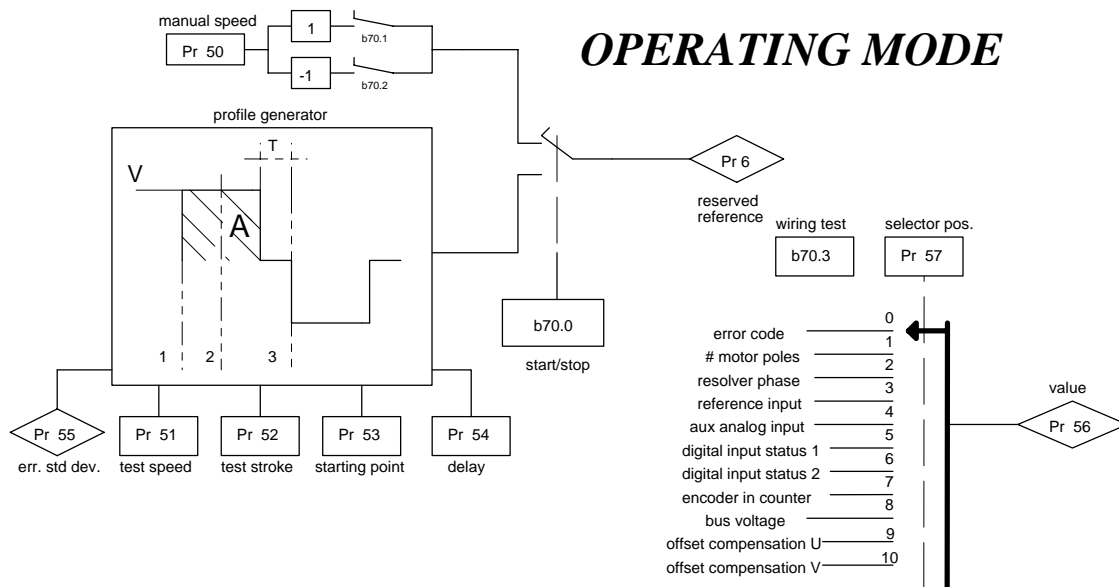 OPERATING MODE
manual speed
Pr 50
1
b70.1
-1
b70.2
profile generator
T
V
A
1 2 3
Pr 6
reserved
reference
b70.0
start/stop
Pr 55
err. std dev.
Pr 51
test speed
Pr 52
test stroke
Pr 53
starting point
Pr 54
delay
wiring test
b70.3
selector pos.
Pr 57
error code 0
# motor poles 1
resolver phase 2
reference input 3
aux analog input 4
digital input status 1 5
digital input status 2 6
encoder in counter 7
bus voltage 8
offset compensation U 9
offset compensation V 10
value
Pr 56